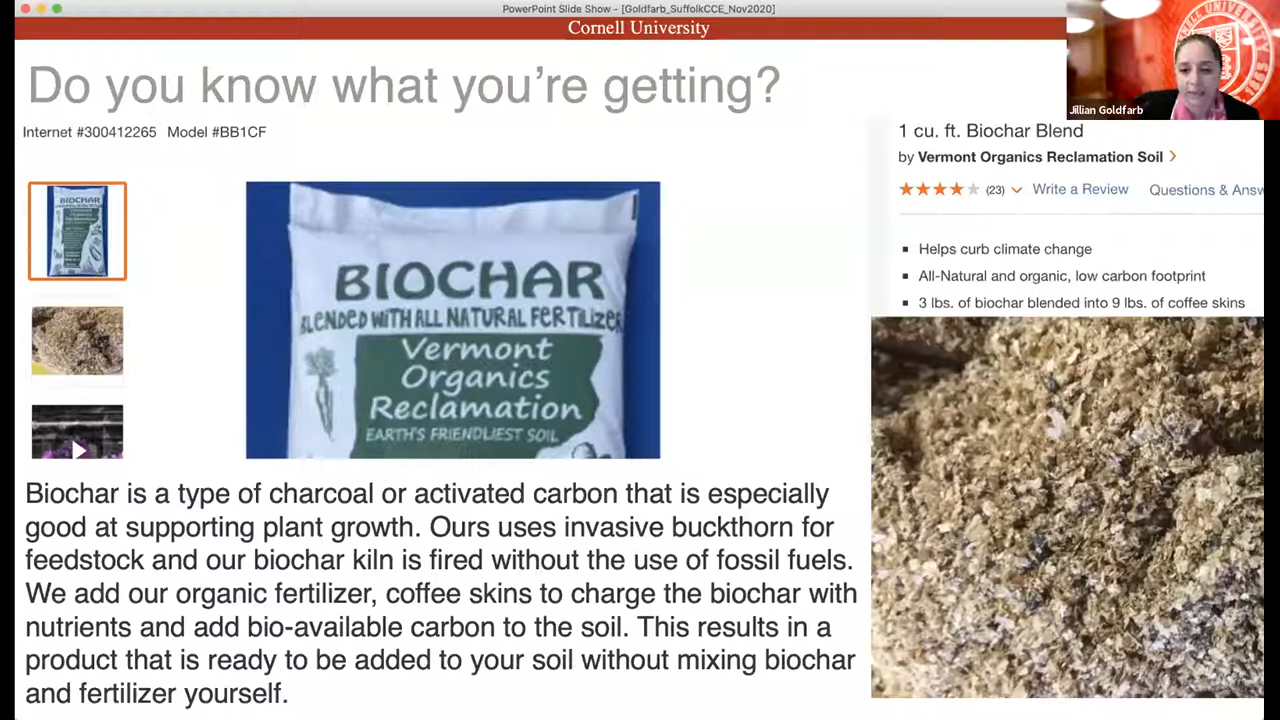 PowerPoint Slide Show - [Goldfarb_SuffolkCCE_Nov2020]
Cornell University
Do you know what you're getting?
Jillian Goldfarb
Internet #300412265 Model #BB1CF
1 cu. ft. Biochar Blend
by Vermont Organics Reclamation Soil
(23) Write a Review Questions & Answ
Helps curb climate change
All-Natural and organic, low carbon footprint
3 lbs. of biochar blended into 9 lbs. of coffee skins
BIOCHAR
BIOCHAR
BLENDED WITH ALL NATURAL FERTILIZER
Vermont
Organics
Reclamation
EARTH'S FRIENDLIEST SOIL
Biochar is a type of charcoal or activated carbon that is especially
good at supporting plant growth. Ours uses invasive buckthorn for
feedstock and our biochar kiln is fired without the use of fossil fuels.
We add our organic fertilizer, coffee skins to charge the biochar with
nutrients and add bio-available carbon to the soil. This results in a
product that is ready to be added to your soil without mixing biochar
and fertilizer yourself.